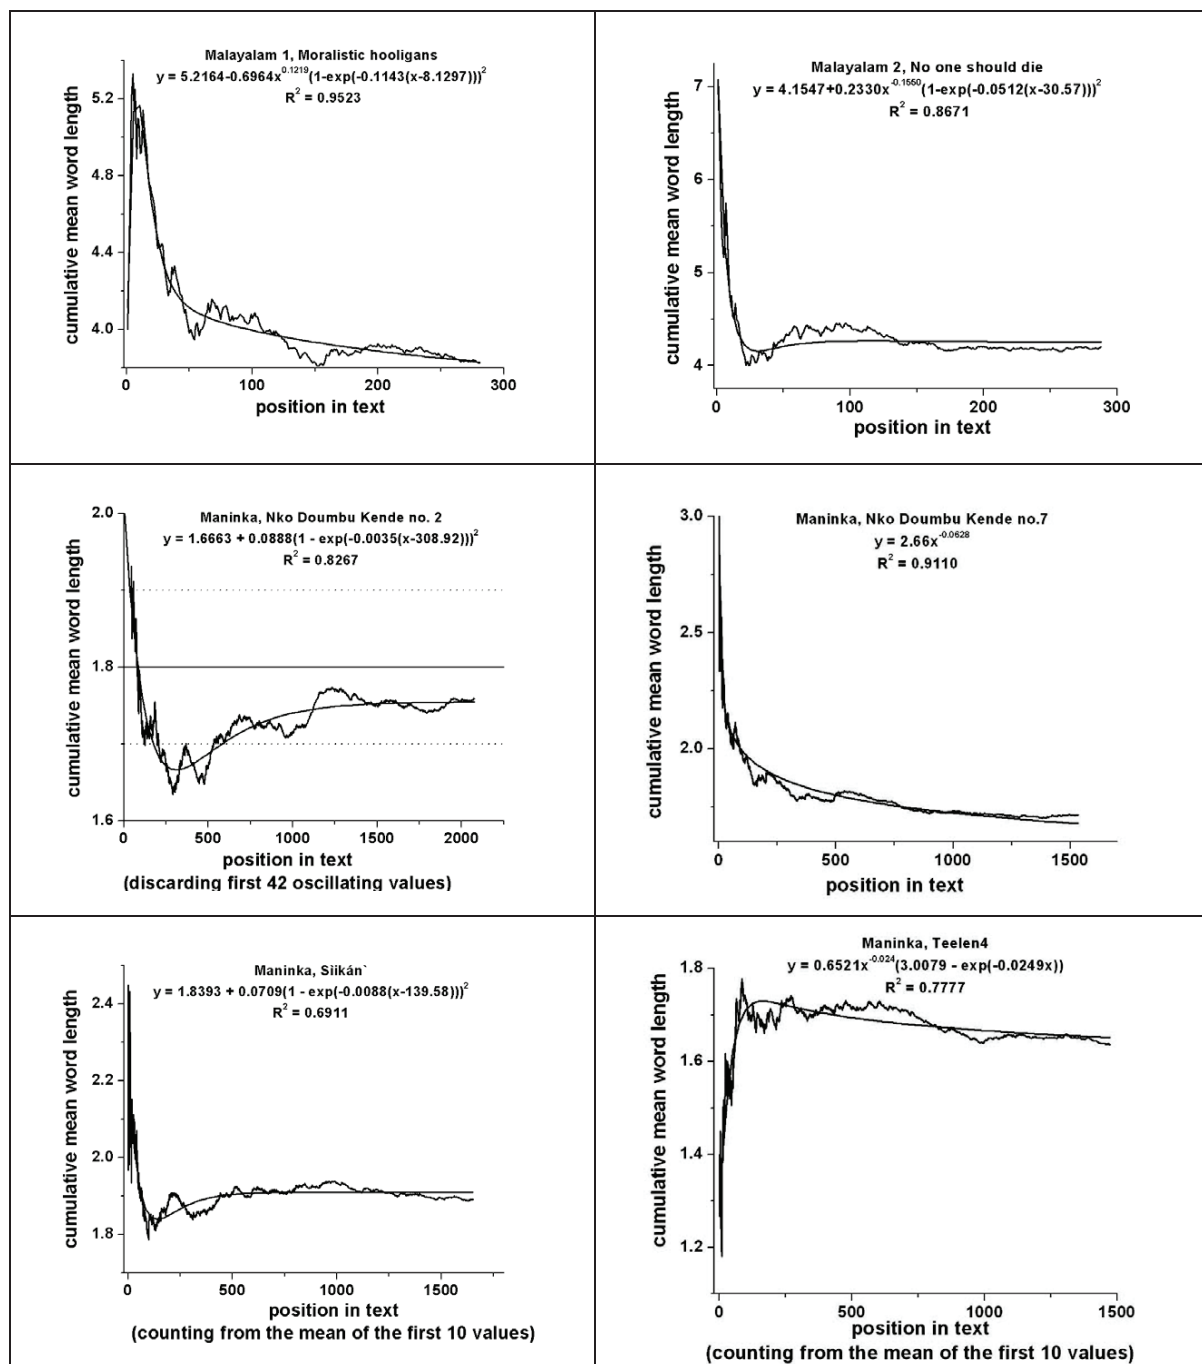 Malayalam 1, Moralistic hooligans
y = 5.2164-0.6964x^0.1219(1-exp(-0.1143(x-8.1297)))^2
R^2 = 0.9523
cumulative mean word length
5.2
4.8
4.4
4.0
0 100 200 300
position in text
Malayalam 2, No one should die
y = 4.1547+0.2330x^-0.1550(1-exp(-0.0512(x-30.57)))^2
R^2 = 0.8671
cumulative mean word length
7
6
5
4
0 100 200 300
position in text
Maninka, Nko Doumbu Kende no. 2
y = 1.6663 + 0.0888(1 - exp(-0.0035(x-308.92)))^2
R^2 = 0.8267
cumulative mean word length
2.0
1.8
1.6
0 500 1000 1500 2000
position in text
(discarding first 42 oscillating values)
Maninka, Nko Doumbu Kende no.7
y = 2.66x^-0.0628
R^2 = 0.9110
cumulative mean word length
3.0
2.5
2.0
0 500 1000 1500
position in text
Maninka, Sìikán`
y = 1.8393 + 0.0709(1 - exp(-0.0088(x-139.58)))^2
R^2 = 0.6911
cumulative mean word length
2.4
2.2
2.0
1.8
0 500 1000 1500
position in text
(counting from the mean of the first 10 values)
Maninka, Teelen4
y = 0.6521x^-0.024(3.0079 - exp(-0.0249x))
R^2 = 0.7777
cumulative mean word length
1.8
1.6
1.4
1.2
0 500 1000 1500
position in text
(counting from the mean of the first 10 values)